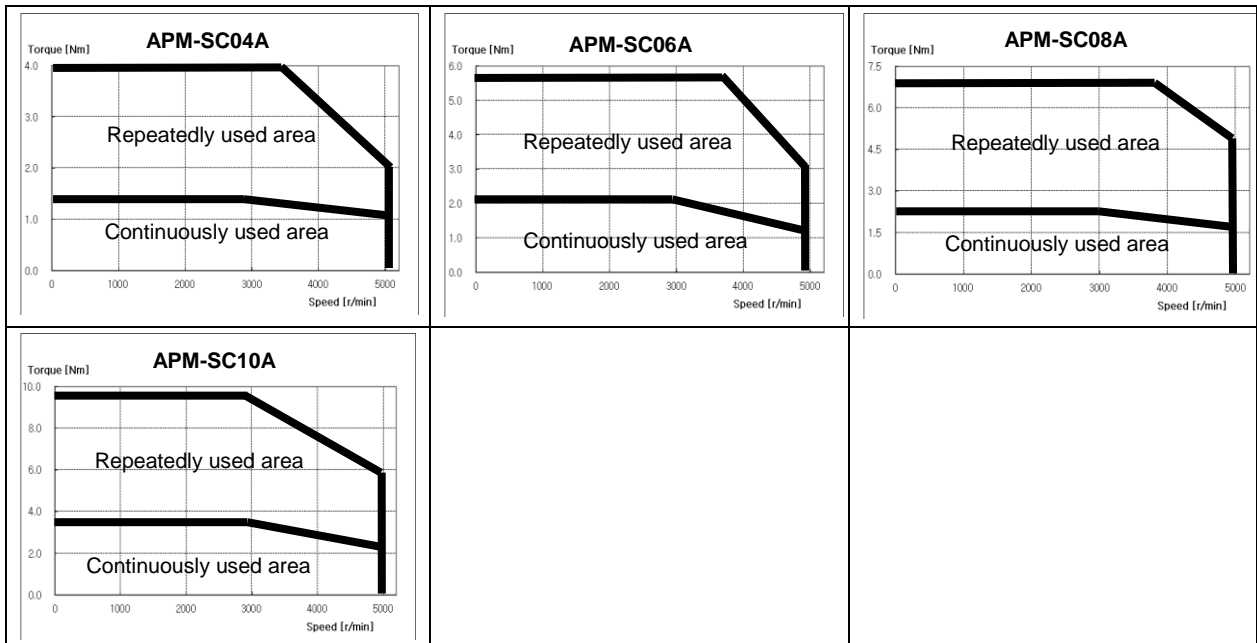 APM-SC04A
Torque [Nm]
4.0
3.0
Repeatedly used area
2.0
1.0
Continuously used area
0.0
0 1000 2000 3000 4000 5000
Speed [r/min]
APM-SC06A
Torque [Nm]
6.0
5.0
4.0
Repeatedly used area
3.0
2.0
1.0
Continuously used area
0.0
0 1000 2000 3000 4000 5000
Speed [r/min]
APM-SC08A
Torque [Nm]
7.5
6.0
Repeatedly used area
4.5
3.0
1.5
Continuously used area
0.0
0 1000 2000 3000 4000 5000
Speed [r/min]
APM-SC10A
Torque [Nm]
10.0
8.0
Repeatedly used area
6.0
4.0
2.0
Continuously used area
0.0
0 1000 2000 3000 4000 5000
Speed [r/min]